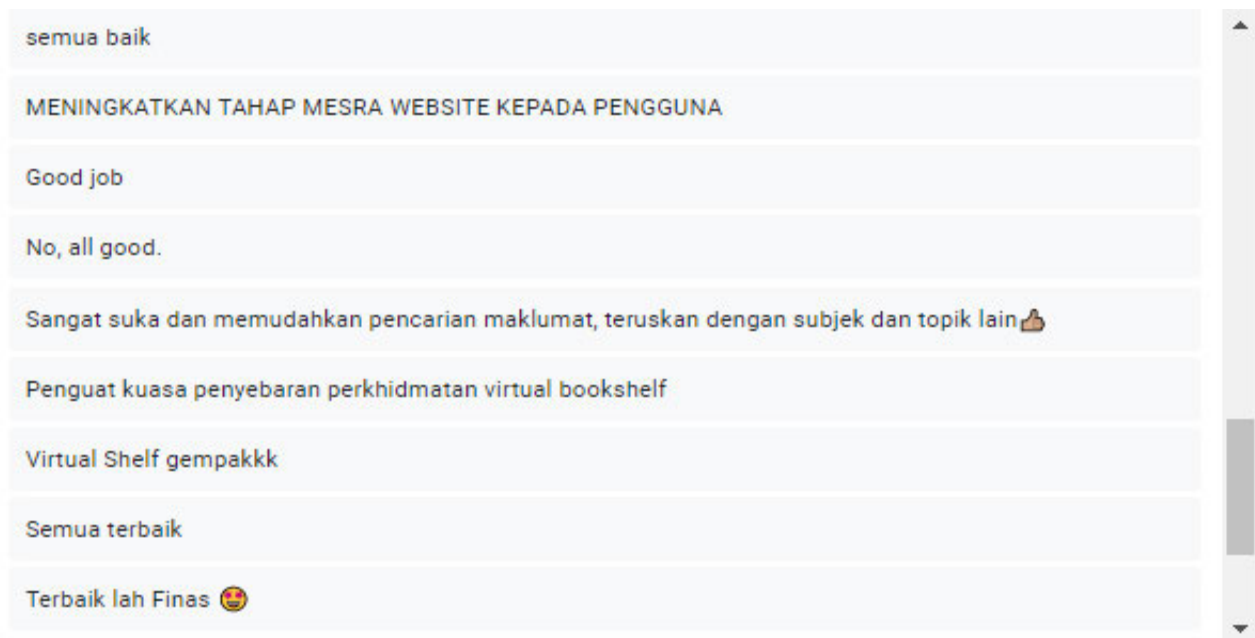 semua baik
MENINGKATKAN TAHAP MESRA WEBSITE KEPADA PENGGUNA
Good job
No, all good.
Sangat suka dan memudahkan pencarian maklumat, teruskan dengan subjek dan topik lain👍🏽
Penguat kuasa penyebaran perkhidmatan virtual bookshelf
Virtual Shelf gempakkk
Semua terbaik
Terbaik lah Finas 🤩